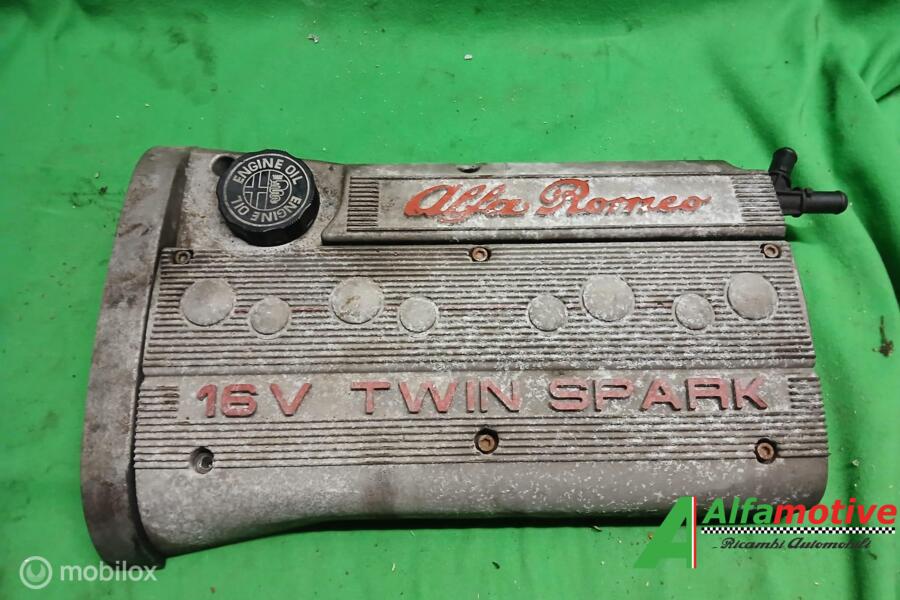 ENGINE OIL
ENGINE OIL
Alfa Romeo
16V TWIN SPARK
Alfamotive
Ricambi Automobili
mobilox